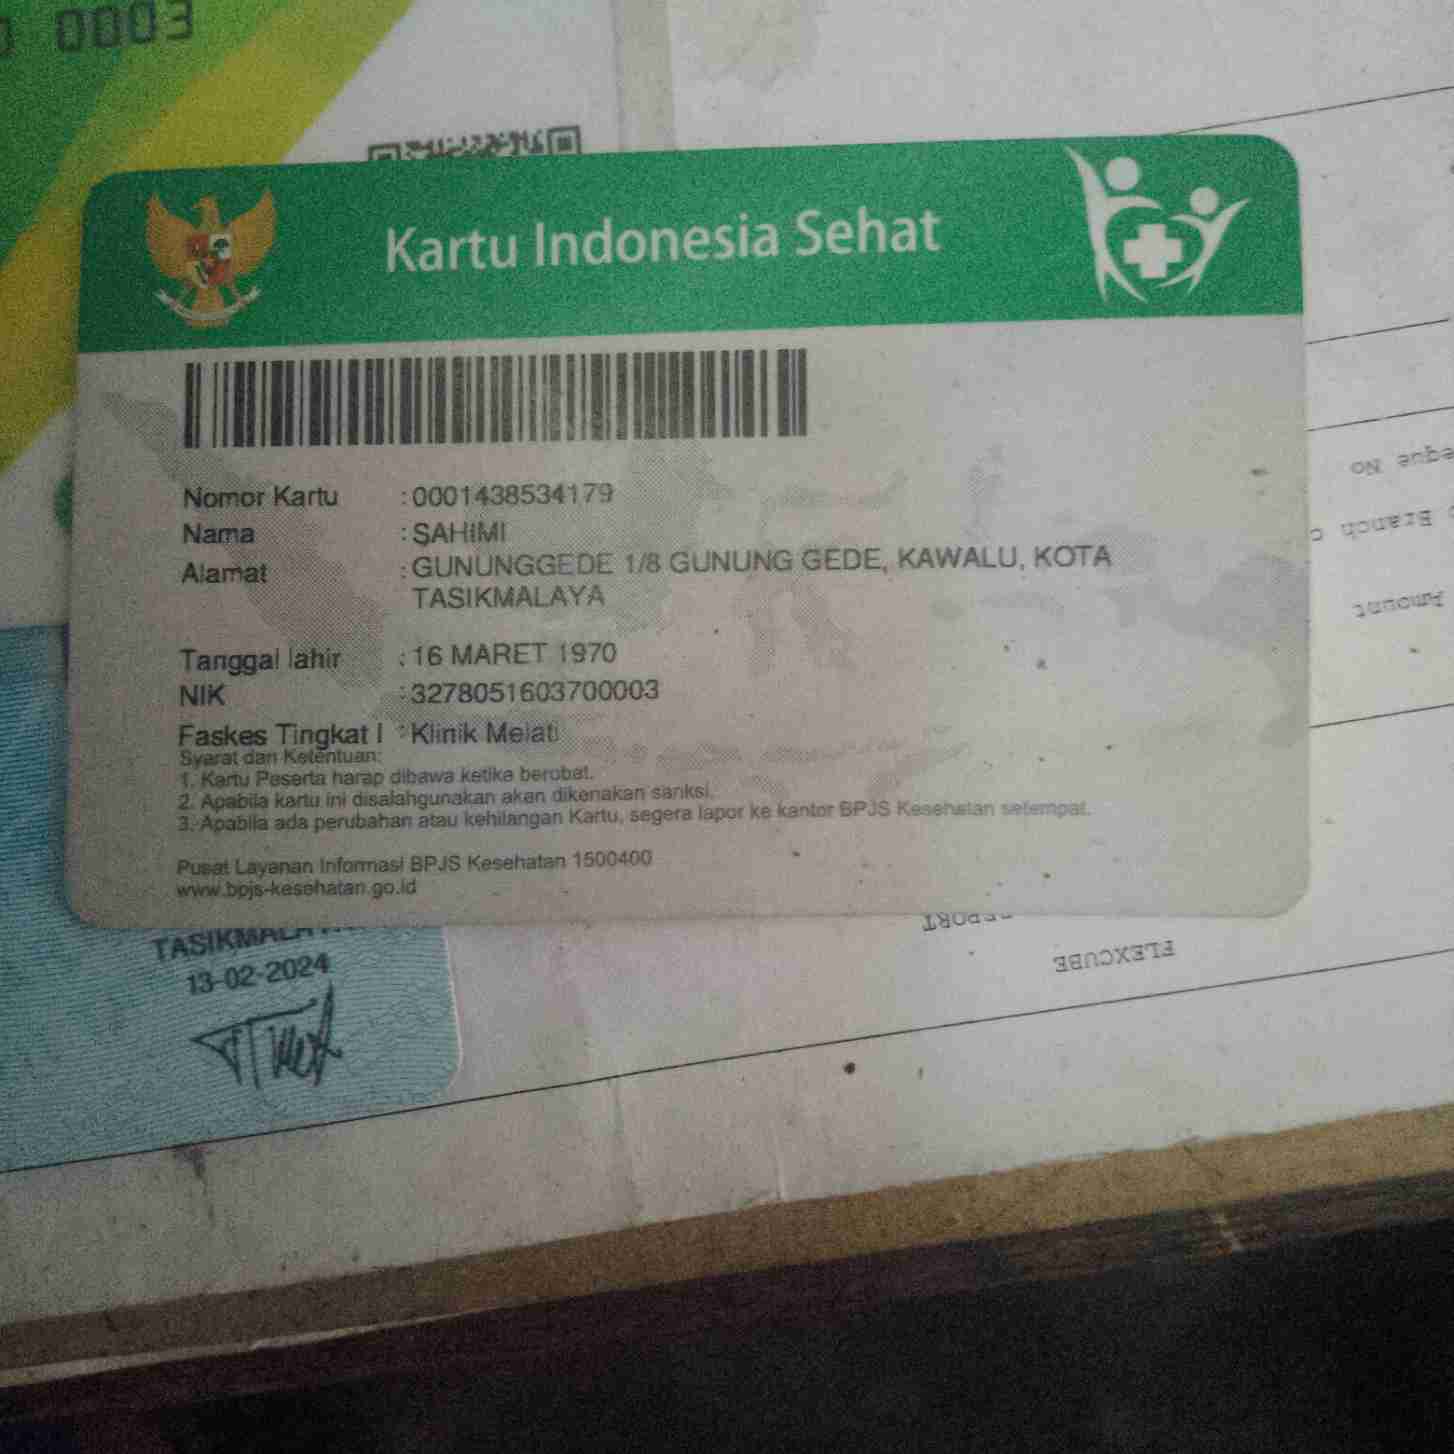 0003
Kartu Indonesia Sehat
Nomor Kartu : 0001438534179
Nama : SAHIMI
Alamat : GUNUNGGEDE 1/8 GUNUNG GEDE, KAWALU, KOTA
TASIKMALAYA
Tanggal lahir : 16 MARET 1970
NIK : 3278051603700003
Faskes Tingkat I : Klinik Melati
Syarat dan Ketentuan:
1. Kartu Peserta harap dibawa ketika berobat.
2. Apabila kartu ini disalahgunakan akan dikenakan sanksi.
3. Apabila ada perubahan atau kehilangan Kartu, segera lapor ke kantor BPJS Kesehatan setempat.
Pusat Layanan Informasi BPJS Kesehatan 1500400
www.bpjs-kesehatan.go.id
TASIKMALAYA
13-02-2024
No
Branch
Amount
FLEXCUBE